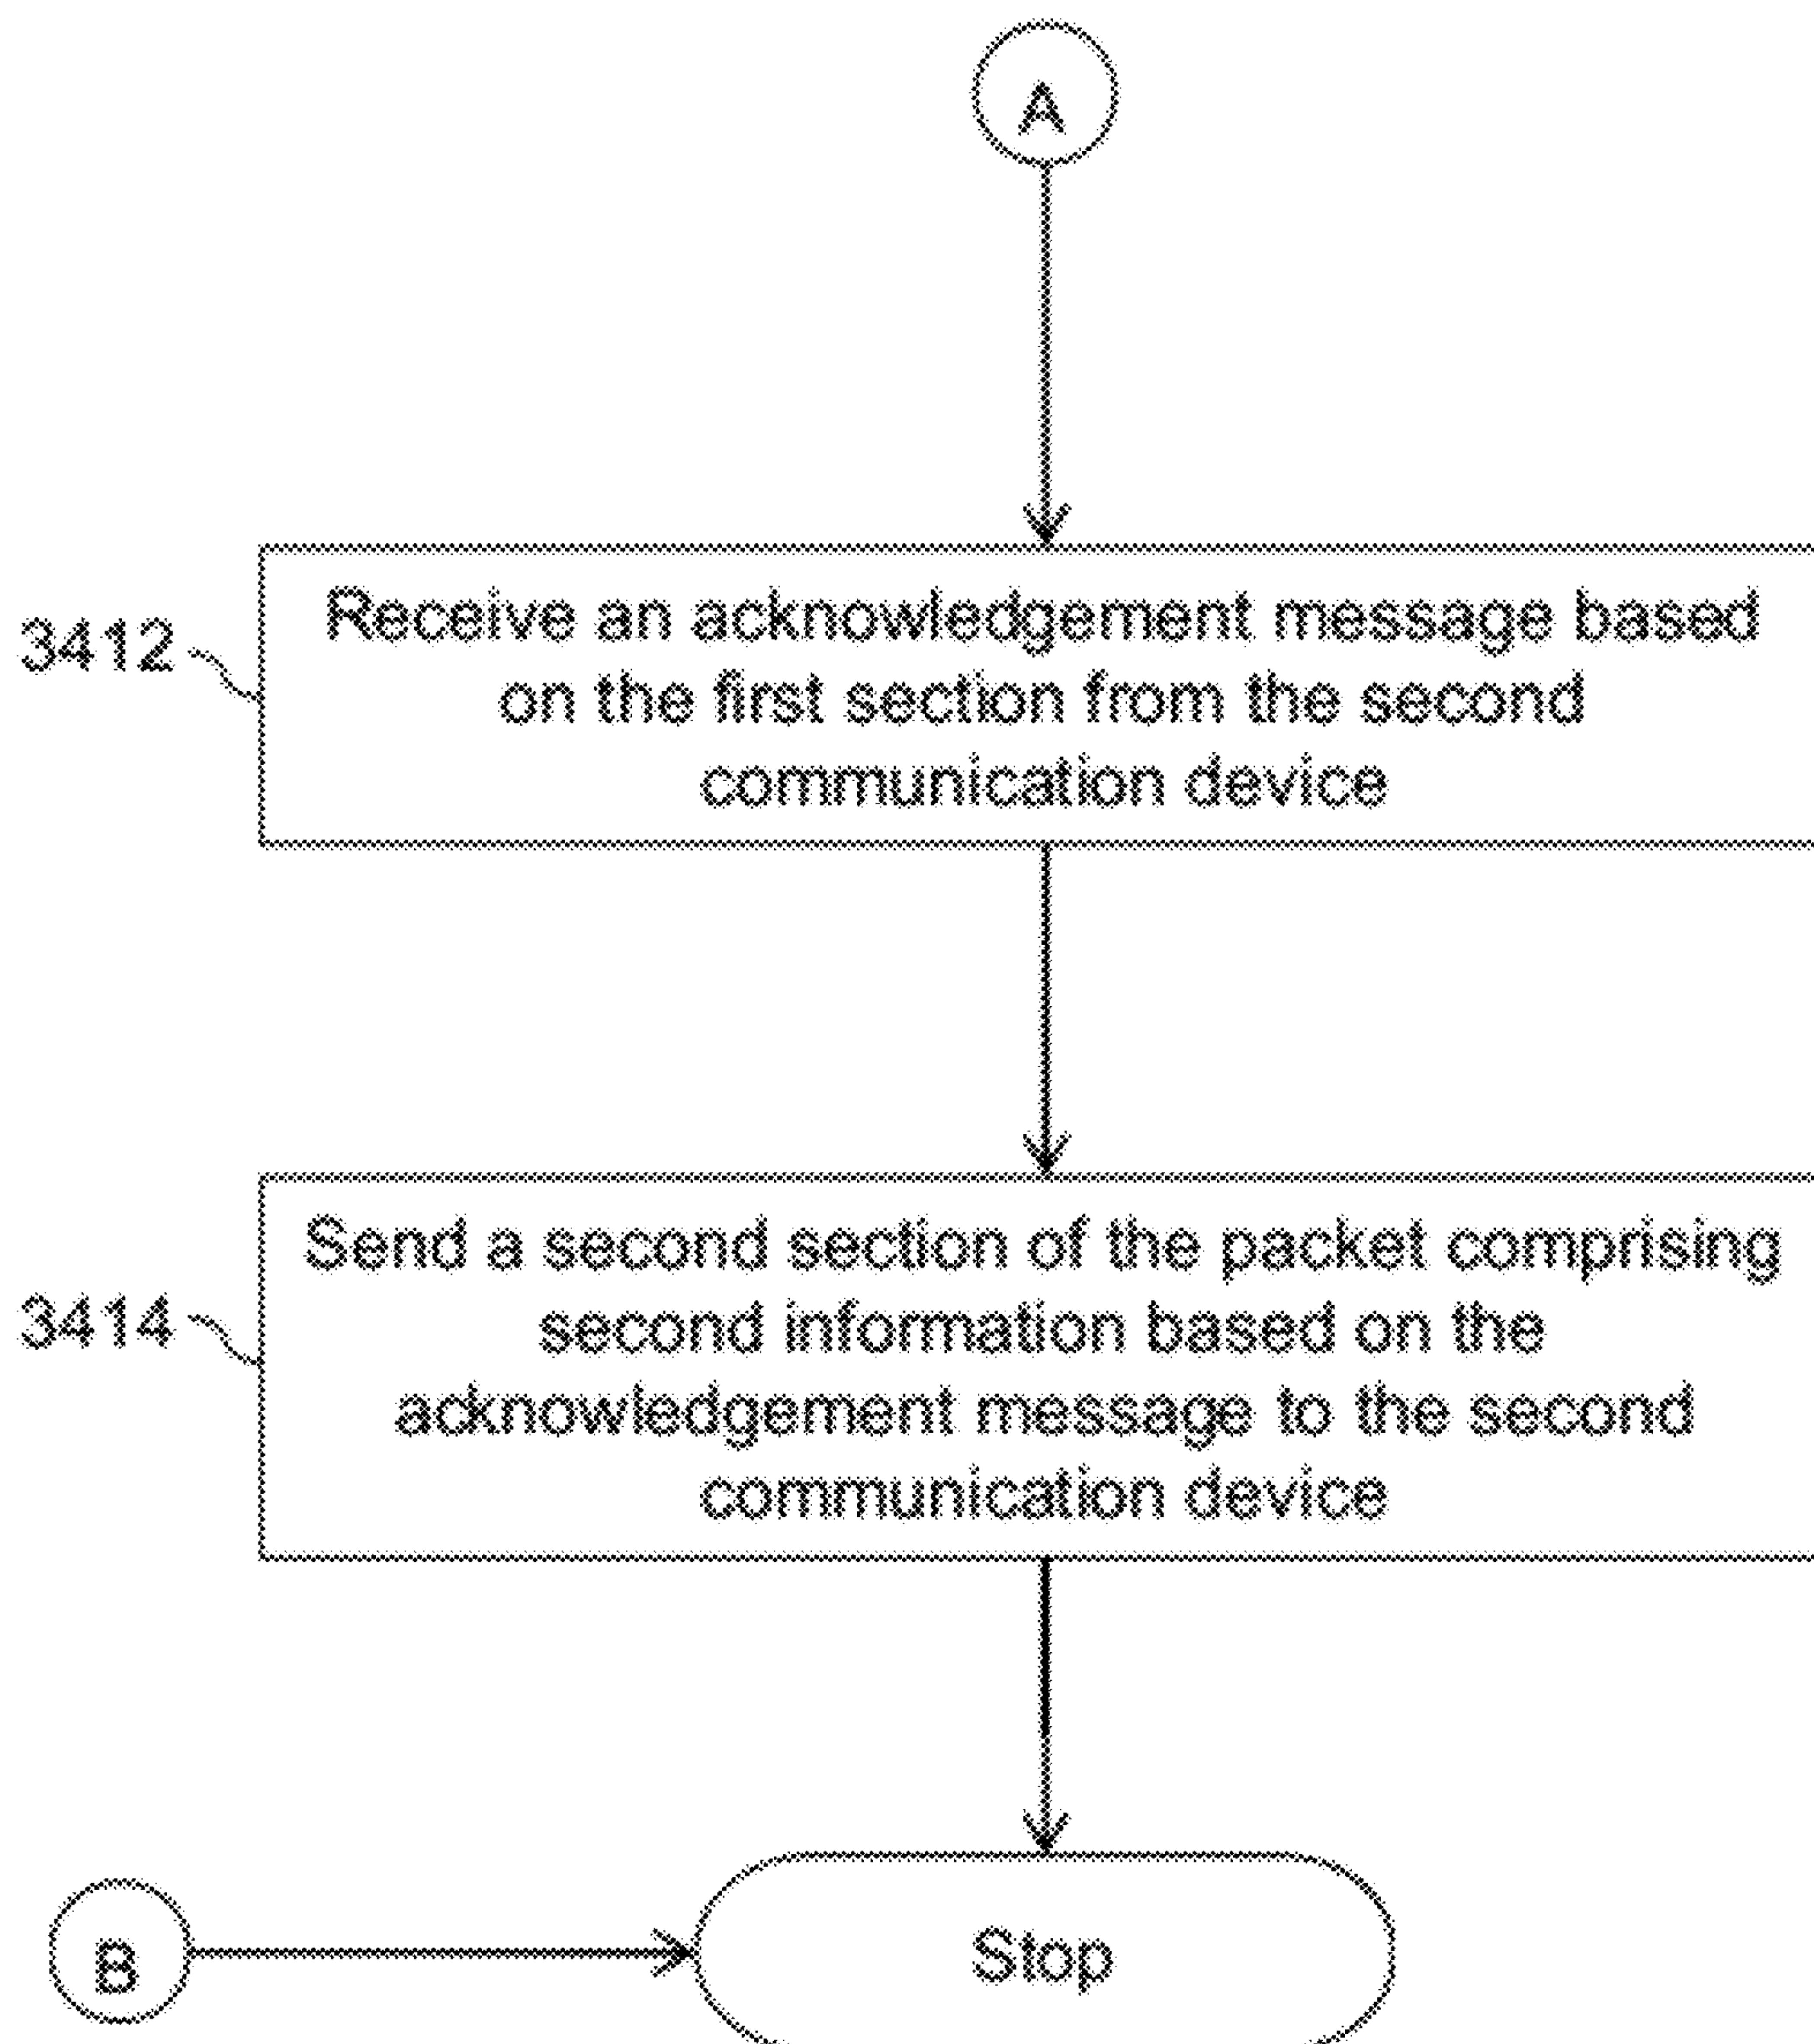 A
3412
Receive an acknowledgement message based
on the first section from the second
communication device
3414
Send a second section of the packet comprising
second information based on the
acknowledgement message to the second
communication device
B
Stop